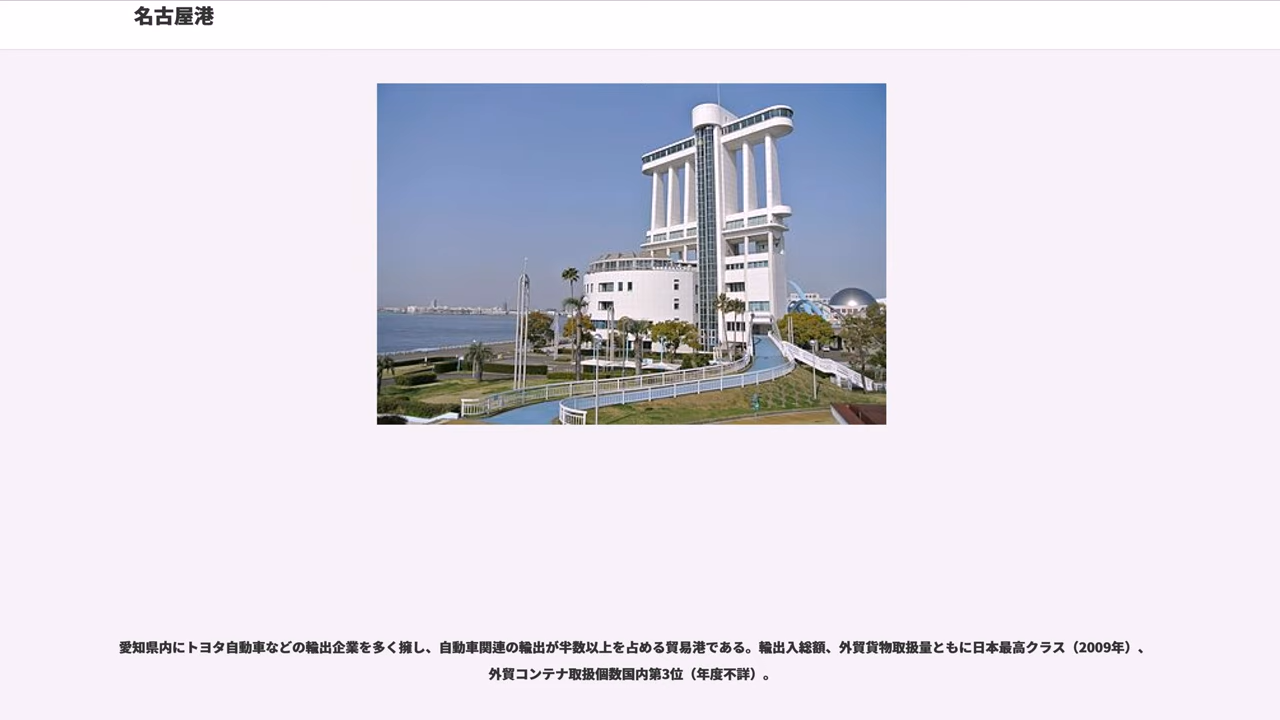 名古屋港
愛知県内にトヨタ自動車などの輸出企業を多く擁し、自動車関連の輸出が半数以上を占める貿易港である。輸出入総額、外貿貨物取扱量ともに日本最高クラス（2009年）、
外貿コンテナ取扱個数国内第3位（年度不詳）。